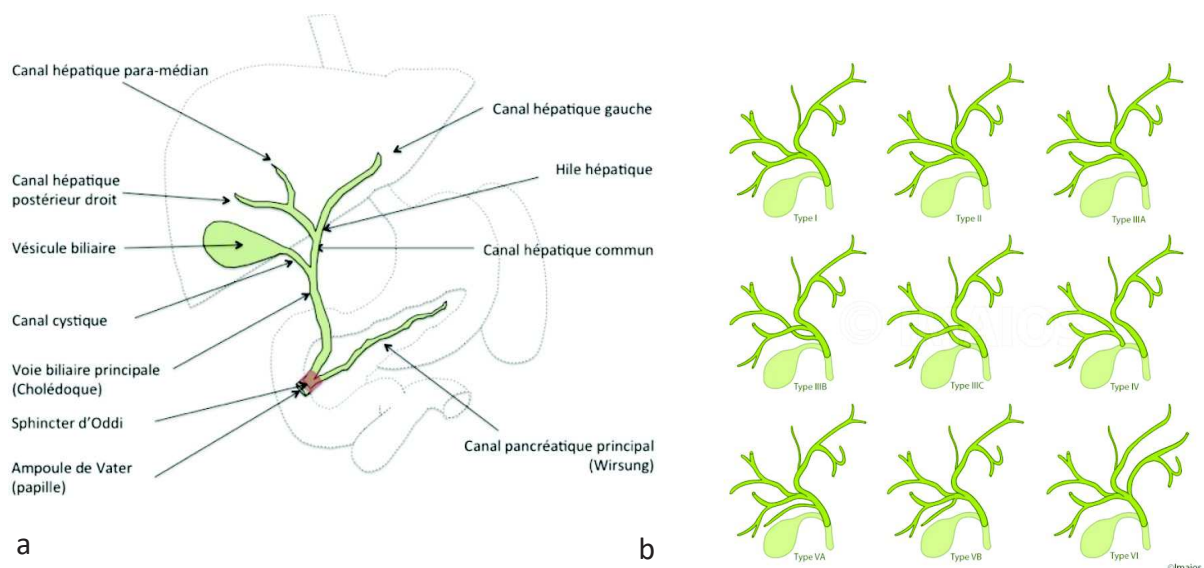 Canal hépatique para-médian
Canal hépatique
postérieur droit
Vésicule biliaire
Canal cystique
Voie biliaire principale
(Cholédoque)
Sphincter d'Oddi
Ampoule de Vater
(papille)
Canal hépatique gauche
Hile hépatique
Canal hépatique commun
Canal pancréatique principal
(Wirsung)
a
Type I
Type II
Type IIIA
Type IIIB
Type IIIC
Type IV
© IMAIOS
Type VA
Type VB
Type VI
b
©Imaios